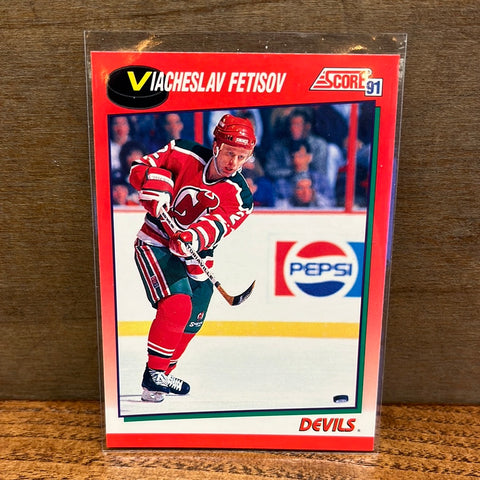 VIACHESLAV FETISOV
SCORE 91
PEPSI
DEVILS